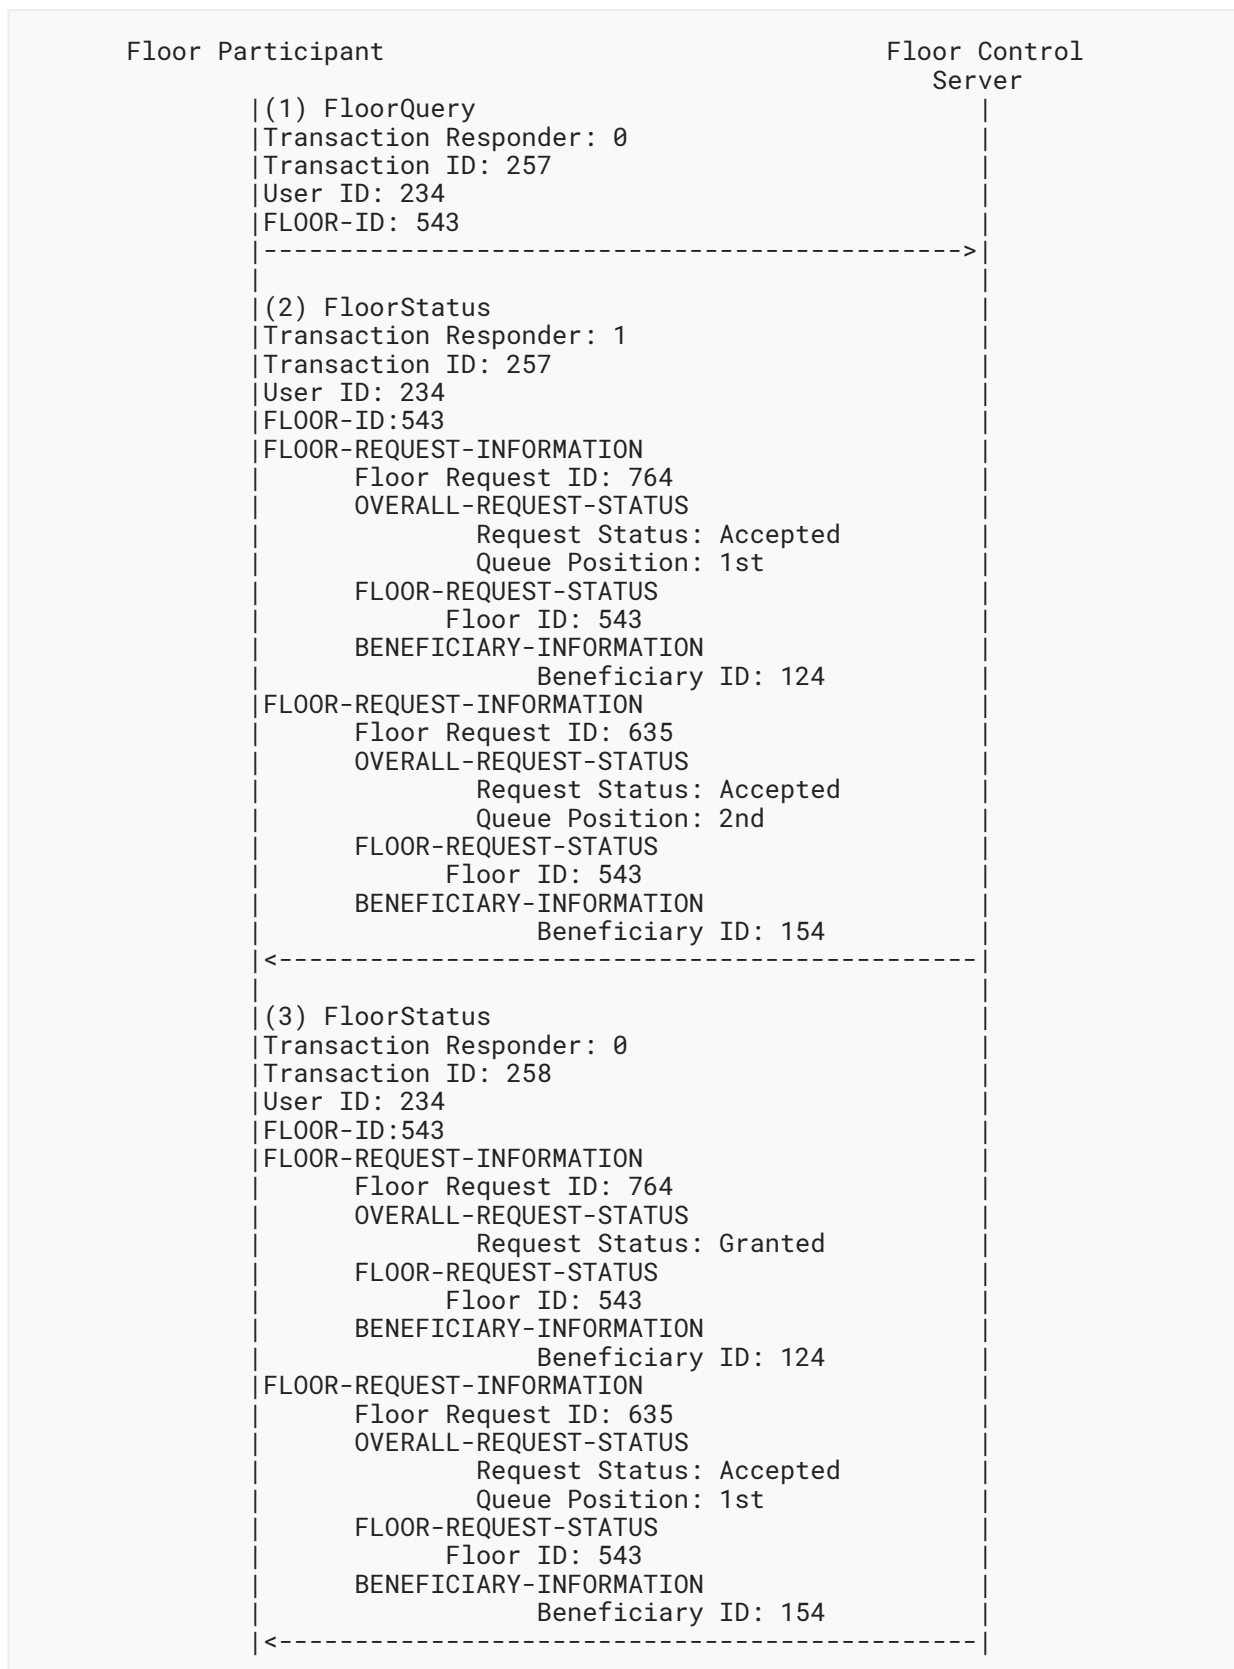 Floor Participant                                 Floor Control
                                                     Server
        |(1) FloorQuery                                 |
        |Transaction Responder: 0                       |
        |Transaction ID: 257                            |
        |User ID: 234                                   |
        |FLOOR-ID: 543                                  |
        |---------------------------------------------->|
        |                                               |
        |(2) FloorStatus                                |
        |Transaction Responder: 1                       |
        |Transaction ID: 257                            |
        |User ID: 234                                   |
        |FLOOR-ID:543                                   |
        |FLOOR-REQUEST-INFORMATION                      |
        |      Floor Request ID: 764                    |
        |      OVERALL-REQUEST-STATUS                   |
        |              Request Status: Accepted         |
        |              Queue Position: 1st              |
        |      FLOOR-REQUEST-STATUS                     |
        |            Floor ID: 543                      |
        |      BENEFICIARY-INFORMATION                  |
        |                  Beneficiary ID: 124          |
        |FLOOR-REQUEST-INFORMATION                      |
        |      Floor Request ID: 635                    |
        |      OVERALL-REQUEST-STATUS                   |
        |              Request Status: Accepted         |
        |              Queue Position: 2nd              |
        |      FLOOR-REQUEST-STATUS                     |
        |            Floor ID: 543                      |
        |      BENEFICIARY-INFORMATION                  |
        |                  Beneficiary ID: 154          |
        |<----------------------------------------------|
        |                                               |
        |(3) FloorStatus                                |
        |Transaction Responder: 0                       |
        |Transaction ID: 258                            |
        |User ID: 234                                   |
        |FLOOR-ID:543                                   |
        |FLOOR-REQUEST-INFORMATION                      |
        |      Floor Request ID: 764                    |
        |      OVERALL-REQUEST-STATUS                   |
        |              Request Status: Granted          |
        |      FLOOR-REQUEST-STATUS                     |
        |            Floor ID: 543                      |
        |      BENEFICIARY-INFORMATION                  |
        |                  Beneficiary ID: 124          |
        |FLOOR-REQUEST-INFORMATION                      |
        |      Floor Request ID: 635                    |
        |      OVERALL-REQUEST-STATUS                   |
        |              Request Status: Accepted         |
        |              Queue Position: 1st              |
        |      FLOOR-REQUEST-STATUS                     |
        |            Floor ID: 543                      |
        |      BENEFICIARY-INFORMATION                  |
        |                  Beneficiary ID: 154          |
        |<----------------------------------------------|